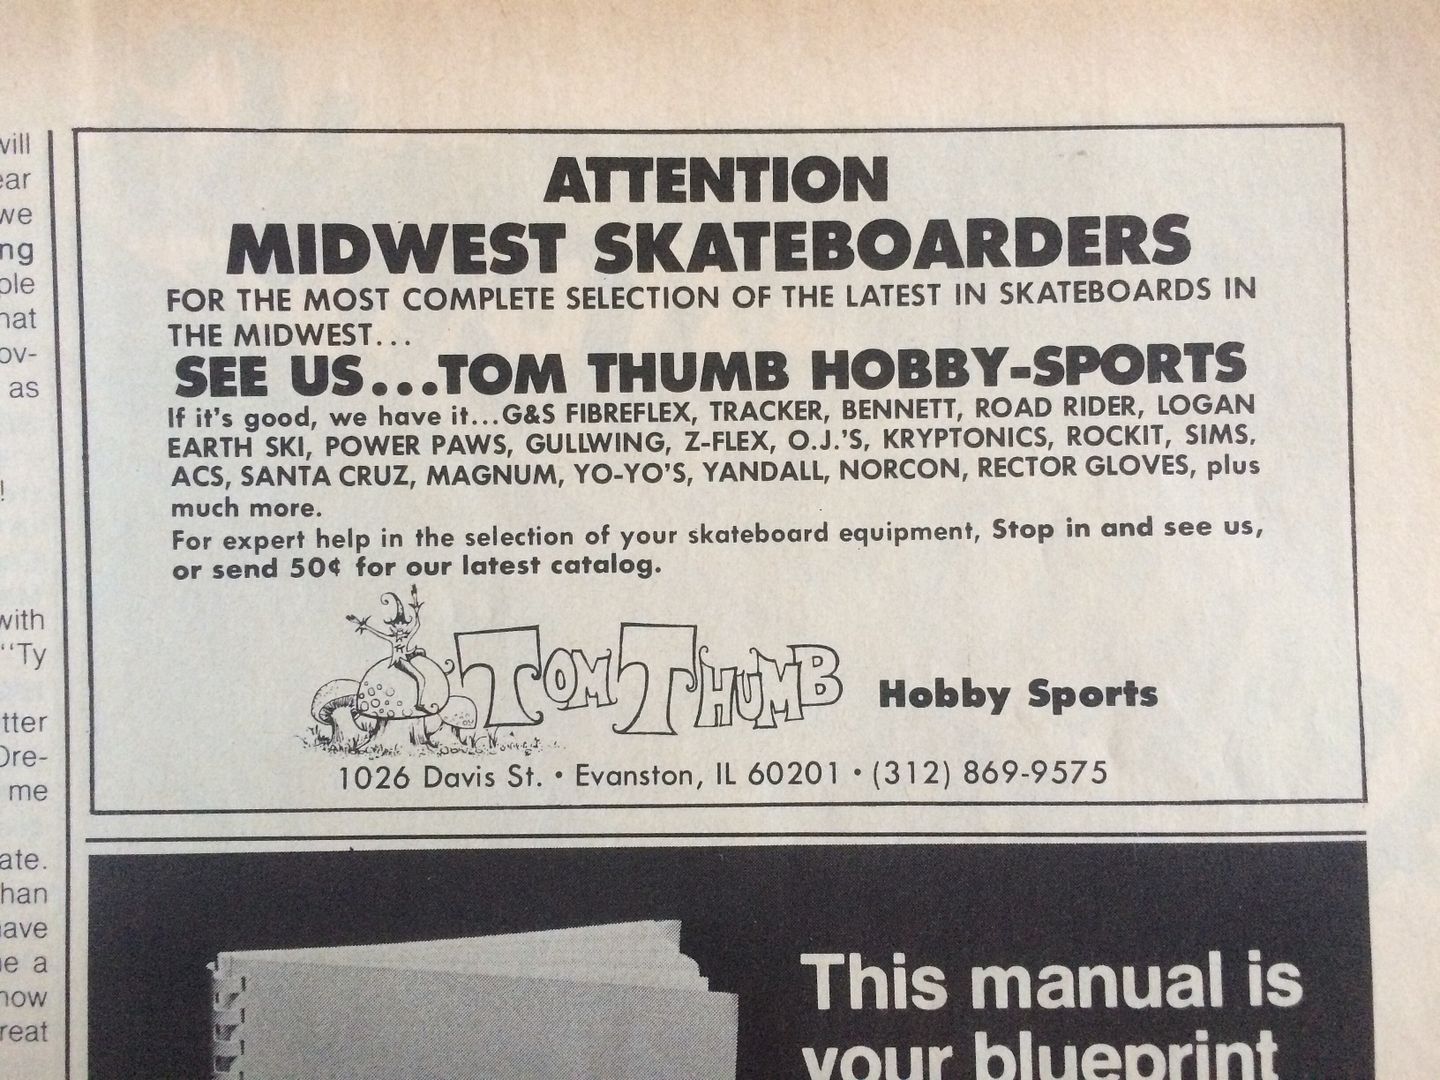 will
ear
we
ng
ple
hat
ov-
as
!
with
"Ty
tter
Dre-
me
ate.
han
have
e a
now
reat
ATTENTION
MIDWEST SKATEBOARDERS
FOR THE MOST COMPLETE SELECTION OF THE LATEST IN SKATEBOARDS IN
THE MIDWEST...
SEE US...TOM THUMB HOBBY-SPORTS
If it's good, we have it...G&S FIBREFLEX, TRACKER, BENNETT, ROAD RIDER, LOGAN
EARTH SKI, POWER PAWS, GULLWING, Z-FLEX, O.J.'S, KRYPTONICS, ROCKIT, SIMS,
ACS, SANTA CRUZ, MAGNUM, YO-YO'S, YANDALL, NORCON, RECTOR GLOVES, plus
much more.
For expert help in the selection of your skateboard equipment, Stop in and see us,
or send 50¢ for our latest catalog.
TOM THUMB Hobby Sports
1026 Davis St. • Evanston, IL 60201 • (312) 869-9575
This manual is
your blueprint